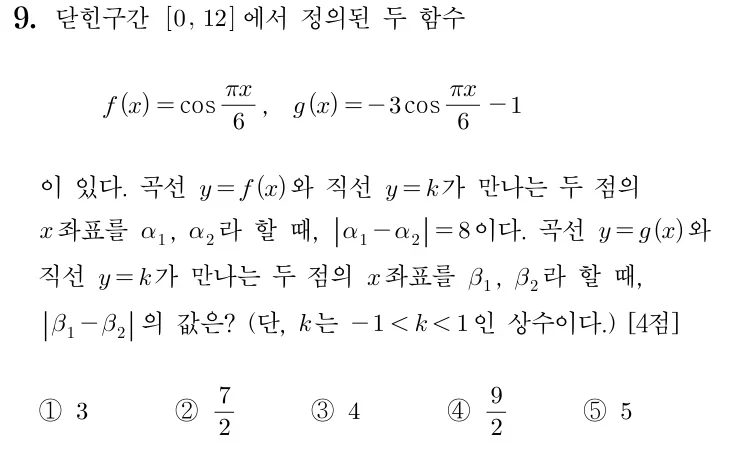 9. 닫힌구간 [0, 12]에서 정의된 두 함수
f(x)=cos πx/6, g(x)=-3cos πx/6 -1
이 있다. 곡선 y=f(x)와 직선 y=k가 만나는 두 점의
x좌표를 α₁, α₂라 할 때, |α₁-α₂|=8이다. 곡선 y=g(x)와
직선 y=k가 만나는 두 점의 x좌표를 β₁, β₂라 할 때,
|β₁-β₂|의 값은? (단, k는 -1<k<1인 상수이다.) [4점]
① 3 ② 7/2 ③ 4 ④ 9/2 ⑤ 5